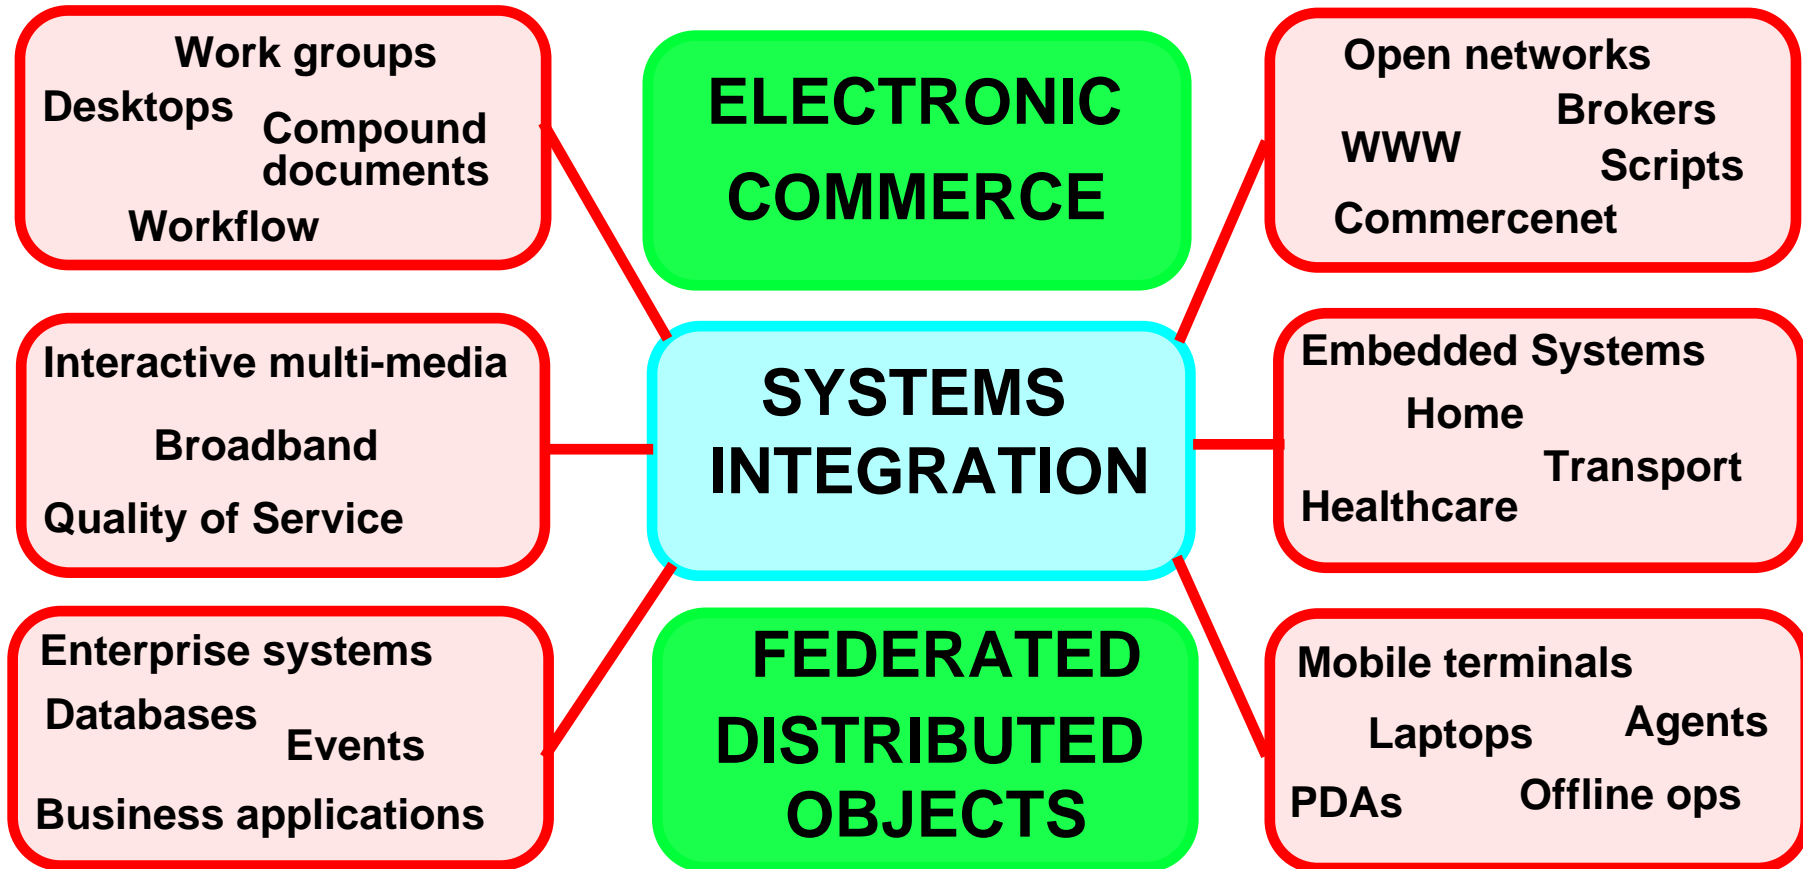 Work groups
Desktops
Compound
documents
Workflow
ELECTRONIC
COMMERCE
Open networks
Brokers
WWW
Scripts
Commercenet
Interactive multi-media
Broadband
Quality of Service
SYSTEMS
INTEGRATION
Embedded Systems
Home
Transport
Healthcare
Enterprise systems
Databases
Events
Business applications
FEDERATED
DISTRIBUTED
OBJECTS
Mobile terminals
Agents
Laptops
Offline ops
PDAs